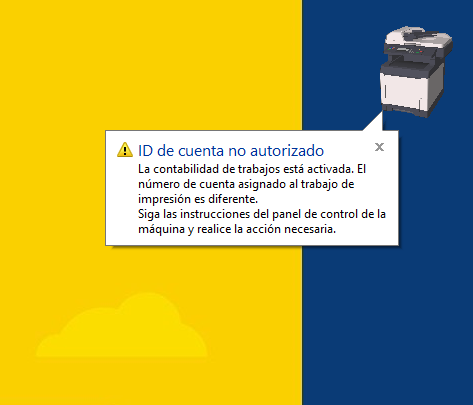 ID de cuenta no autorizado
La contabilidad de trabajos está activada. El
número de cuenta asignado al trabajo de
impresión es diferente.
Siga las instrucciones del panel de control de la
máquina y realice la acción necesaria.